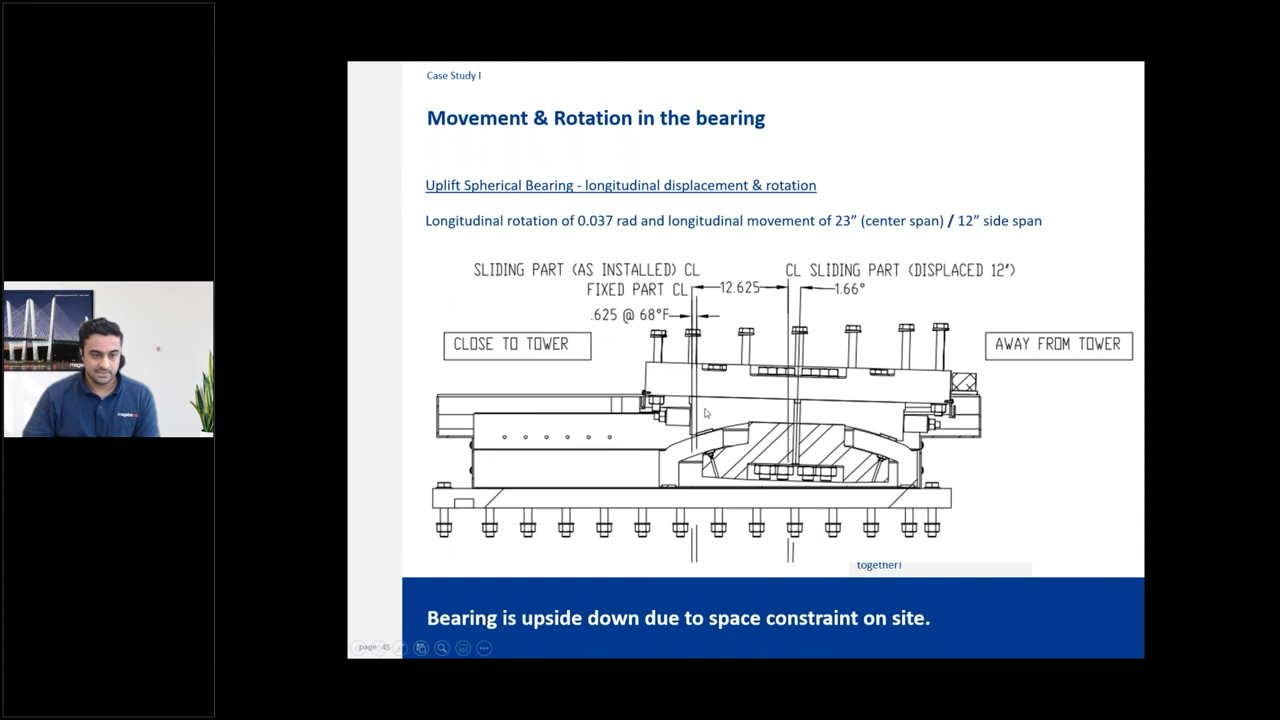 Case Study I
Movement & Rotation in the bearing
Uplift Spherical Bearing - longitudinal displacement & rotation
Longitudinal rotation of 0.037 rad and longitudinal movement of 23” (center span) / 12” side span
SLIDING PART (AS INSTALLED) CL
CL SLIDING PART (DISPLACED 12")
FIXED PART CL
12.625
1.66°
.625 @ 68°F
CLOSE TO TOWER
AWAY FROM TOWER
together!
Bearing is upside down due to space constraint on site.
page 45